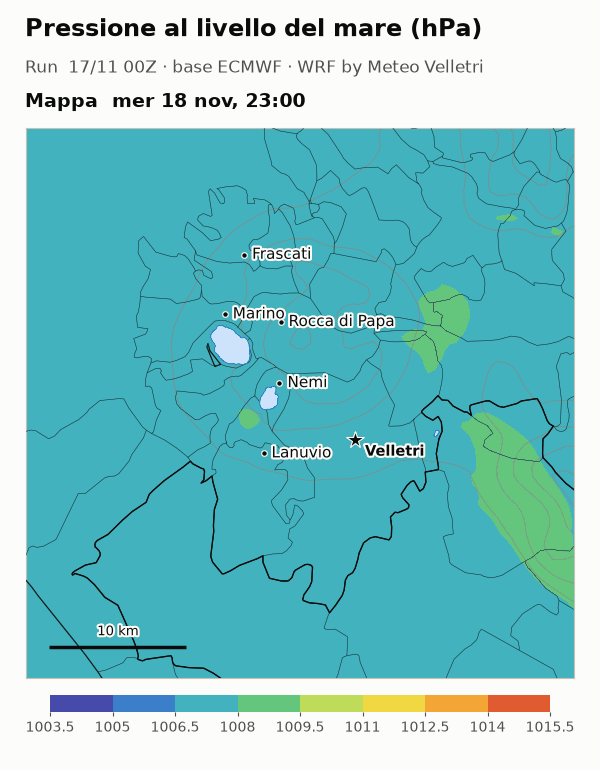 Pressione al livello del mare (hPa)
Run  17/11 00Z · base ECMWF · WRF by Meteo Velletri
Mappa  mer 18 nov, 23:00
Frascati
Marino
Rocca di Papa
Nemi
Velletri
Lanuvio
10 km
1003.5 1005 1006.5 1008 1009.5 1011 1012.5 1014 1015.5